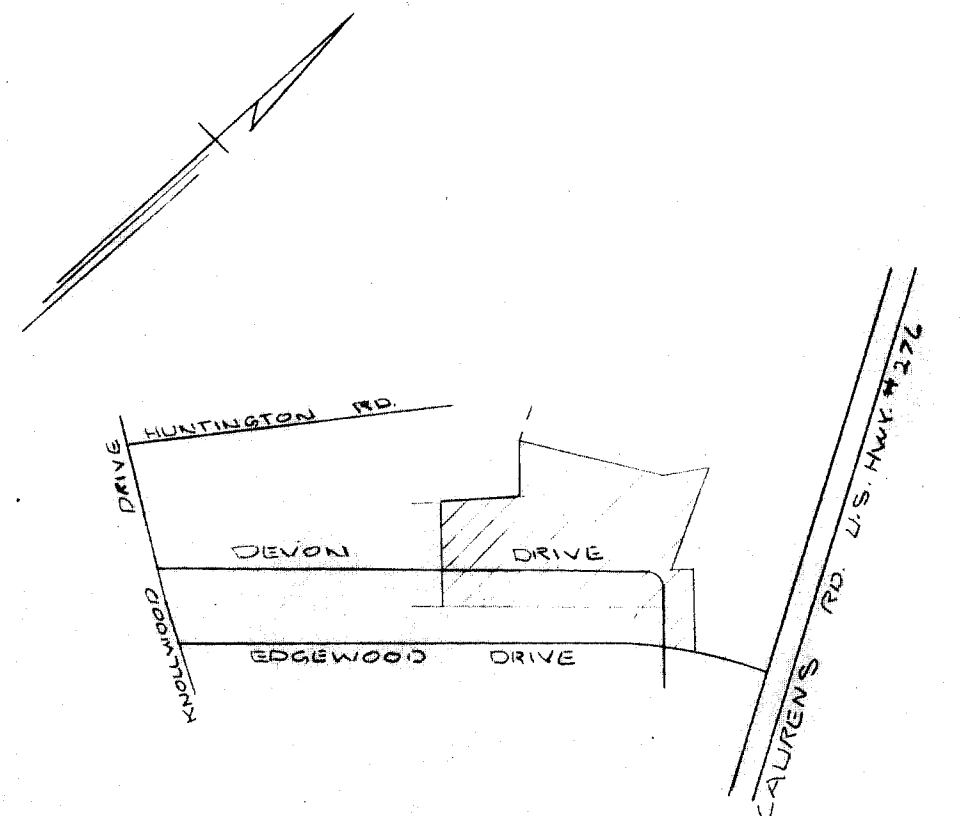 HUNTINGTON RD.
KNOLLWOOD DRIVE
DEVON DRIVE
EDGEWOOD DRIVE
LAURENS RD. U.S. HWY. # 276